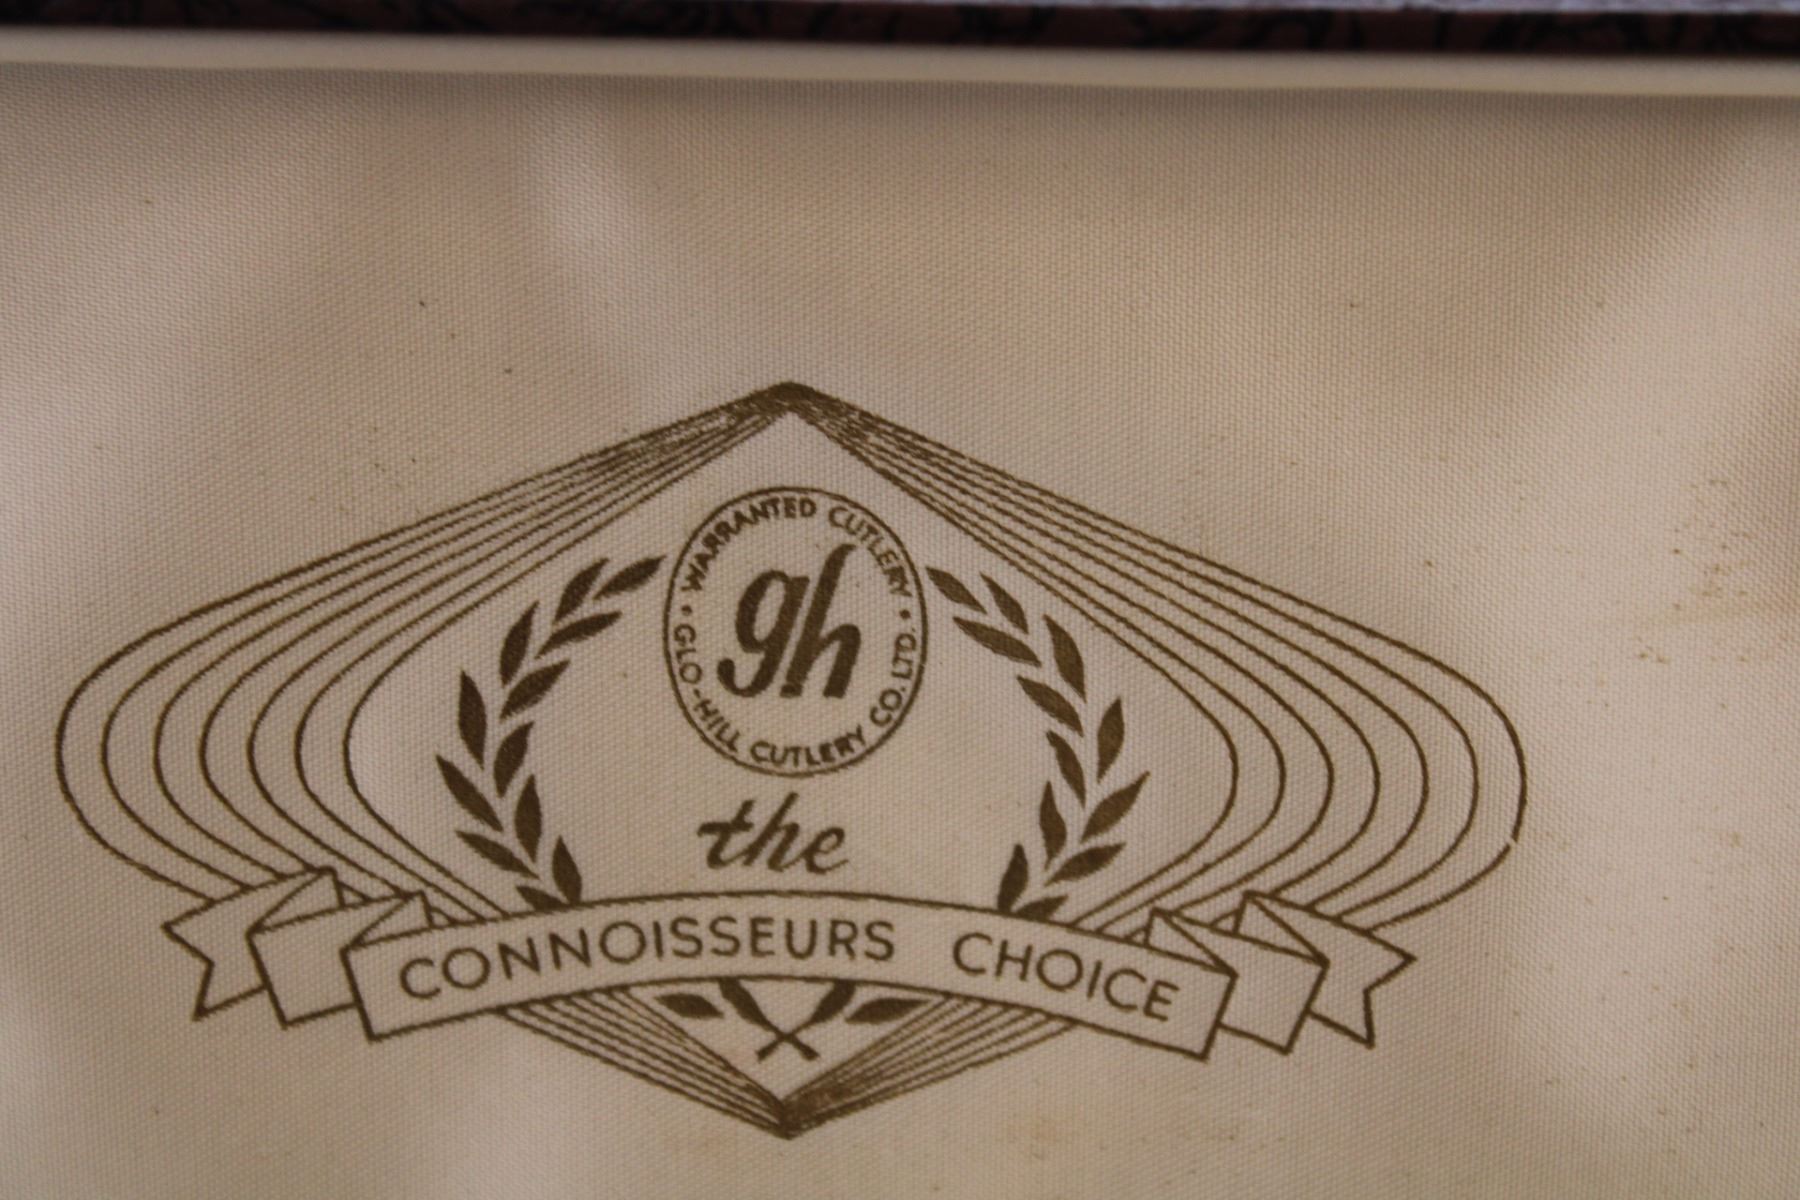 • WARRANTED CUTLERY •
GLO-HILL CUTLERY CO. LTD.
gh
the
CONNOISSEURS CHOICE